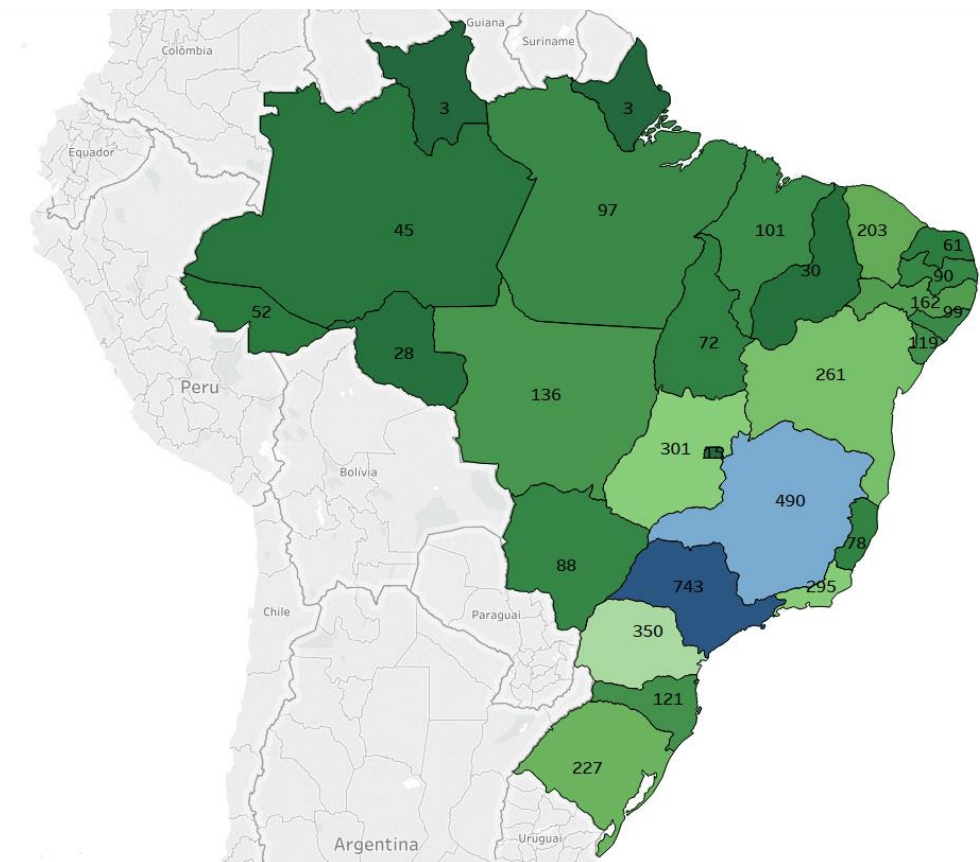 Guiana
Colômbia
Suriname
3
3
Equador
97
45
101
203
61
30
90
162
99
52
72
119
28
261
Peru
136
301
15
Bolívia
490
78
88
743
295
Chile
Paraguai
350
121
227
Uruguai
Argentina